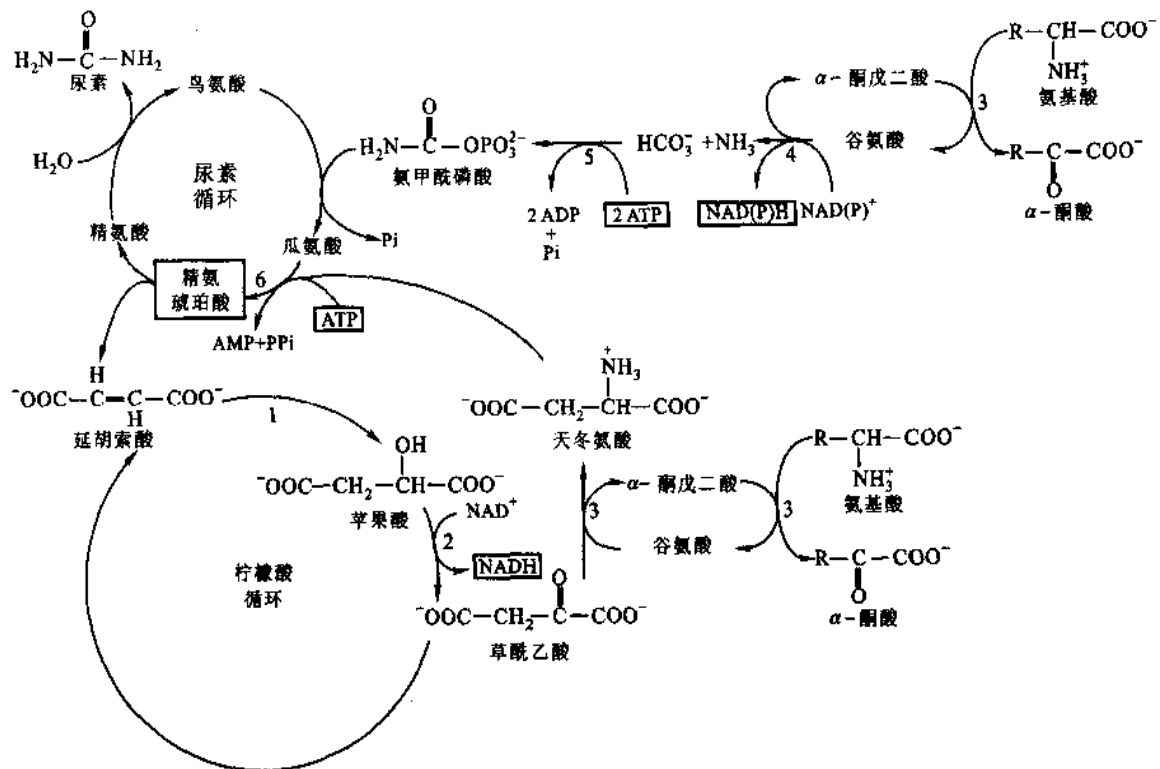 O
H₂N—C—NH₂
尿素
鸟氨酸
H₂O
尿素
循环
精氨酸
瓜氨酸
精氨
琥珀酸
6
ATP
AMP+PPi
Pi
O
H₂N—C—OPO₃²⁻
氨甲酰磷酸
5
2 ADP
+
Pi
2 ATP
HCO₃⁻ + NH₃
4
NAD(P)H
NAD(P)⁺
α-酮戊二酸
谷氨酸
3
R—CH—COO⁻
NH₃⁺
氨基酸
R—C—COO⁻
O
α-酮酸
H
⁻OOC—C=C—COO⁻
H
延胡索酸
1
OH
⁻OOC—CH₂—CH—COO⁻
苹果酸
NAD⁺
2
NADH
柠檬酸
循环
O
⁻OOC—CH₂—C—COO⁻
草酰乙酸
+
NH₃
⁻OOC—CH₂—CH—COO⁻
天冬氨酸
3
α-酮戊二酸
谷氨酸
3
R—CH—COO⁻
NH₃⁺
氨基酸
R—C—COO⁻
O
α-酮酸